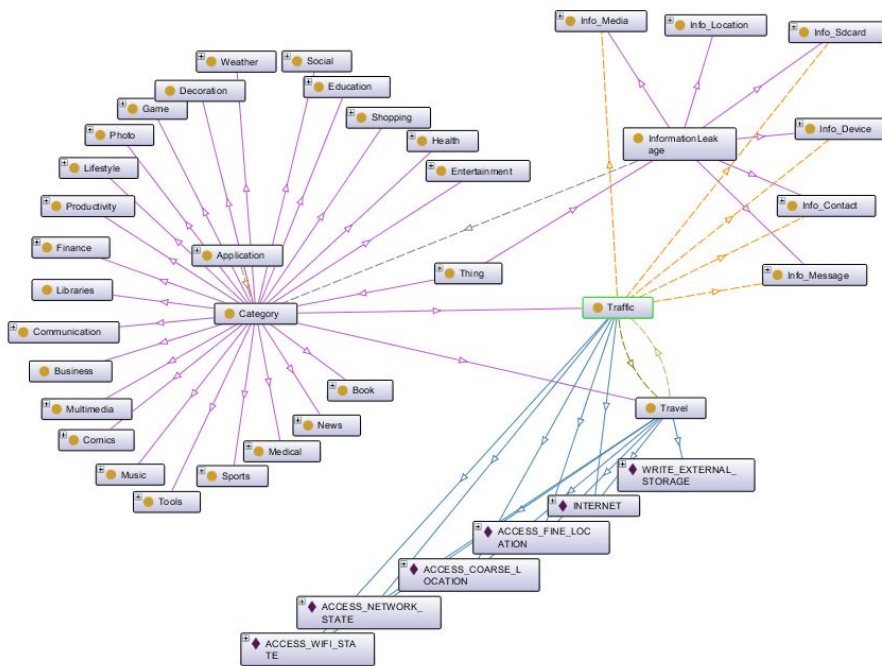 Info_Media
Info_Location
Info_Sdcard
Weather
Social
Decoration
Education
Game
Shopping
Photo
Health
Info_Device
InformationLeak
age
Lifestyle
Entertainment
Productivity
Info_Contact
Finance
Application
Thing
Info_Message
Libraries
Category
Traffic
Communication
Business
Book
Multimedia
Travel
News
Comics
Medical
Music
Sports
Tools
WRITE_EXTERNAL_
STORAGE
INTERNET
ACCESS_FINE_LOC
ATION
ACCESS_COARSE_L
OCATION
ACCESS_NETWORK_
STATE
ACCESS_WIFI_STA
TE